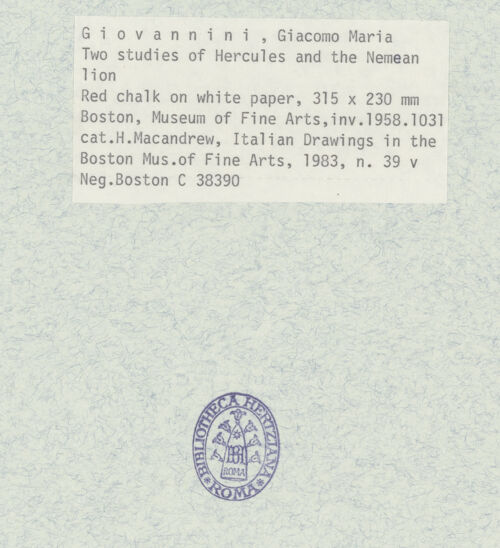 G i o v a n n i n i , Giacomo Maria
Two studies of Hercules and the Nemean
lion
Red chalk on white paper, 315 x 230 mm
Boston, Museum of Fine Arts,inv.1958.1031
cat.H.Macandrew, Italian Drawings in the
Boston Mus.of Fine Arts, 1983, n. 39 v
Neg.Boston C 38390
BIBLIOTHECA HERTZIANA
BH
ROMA
* ROMA *